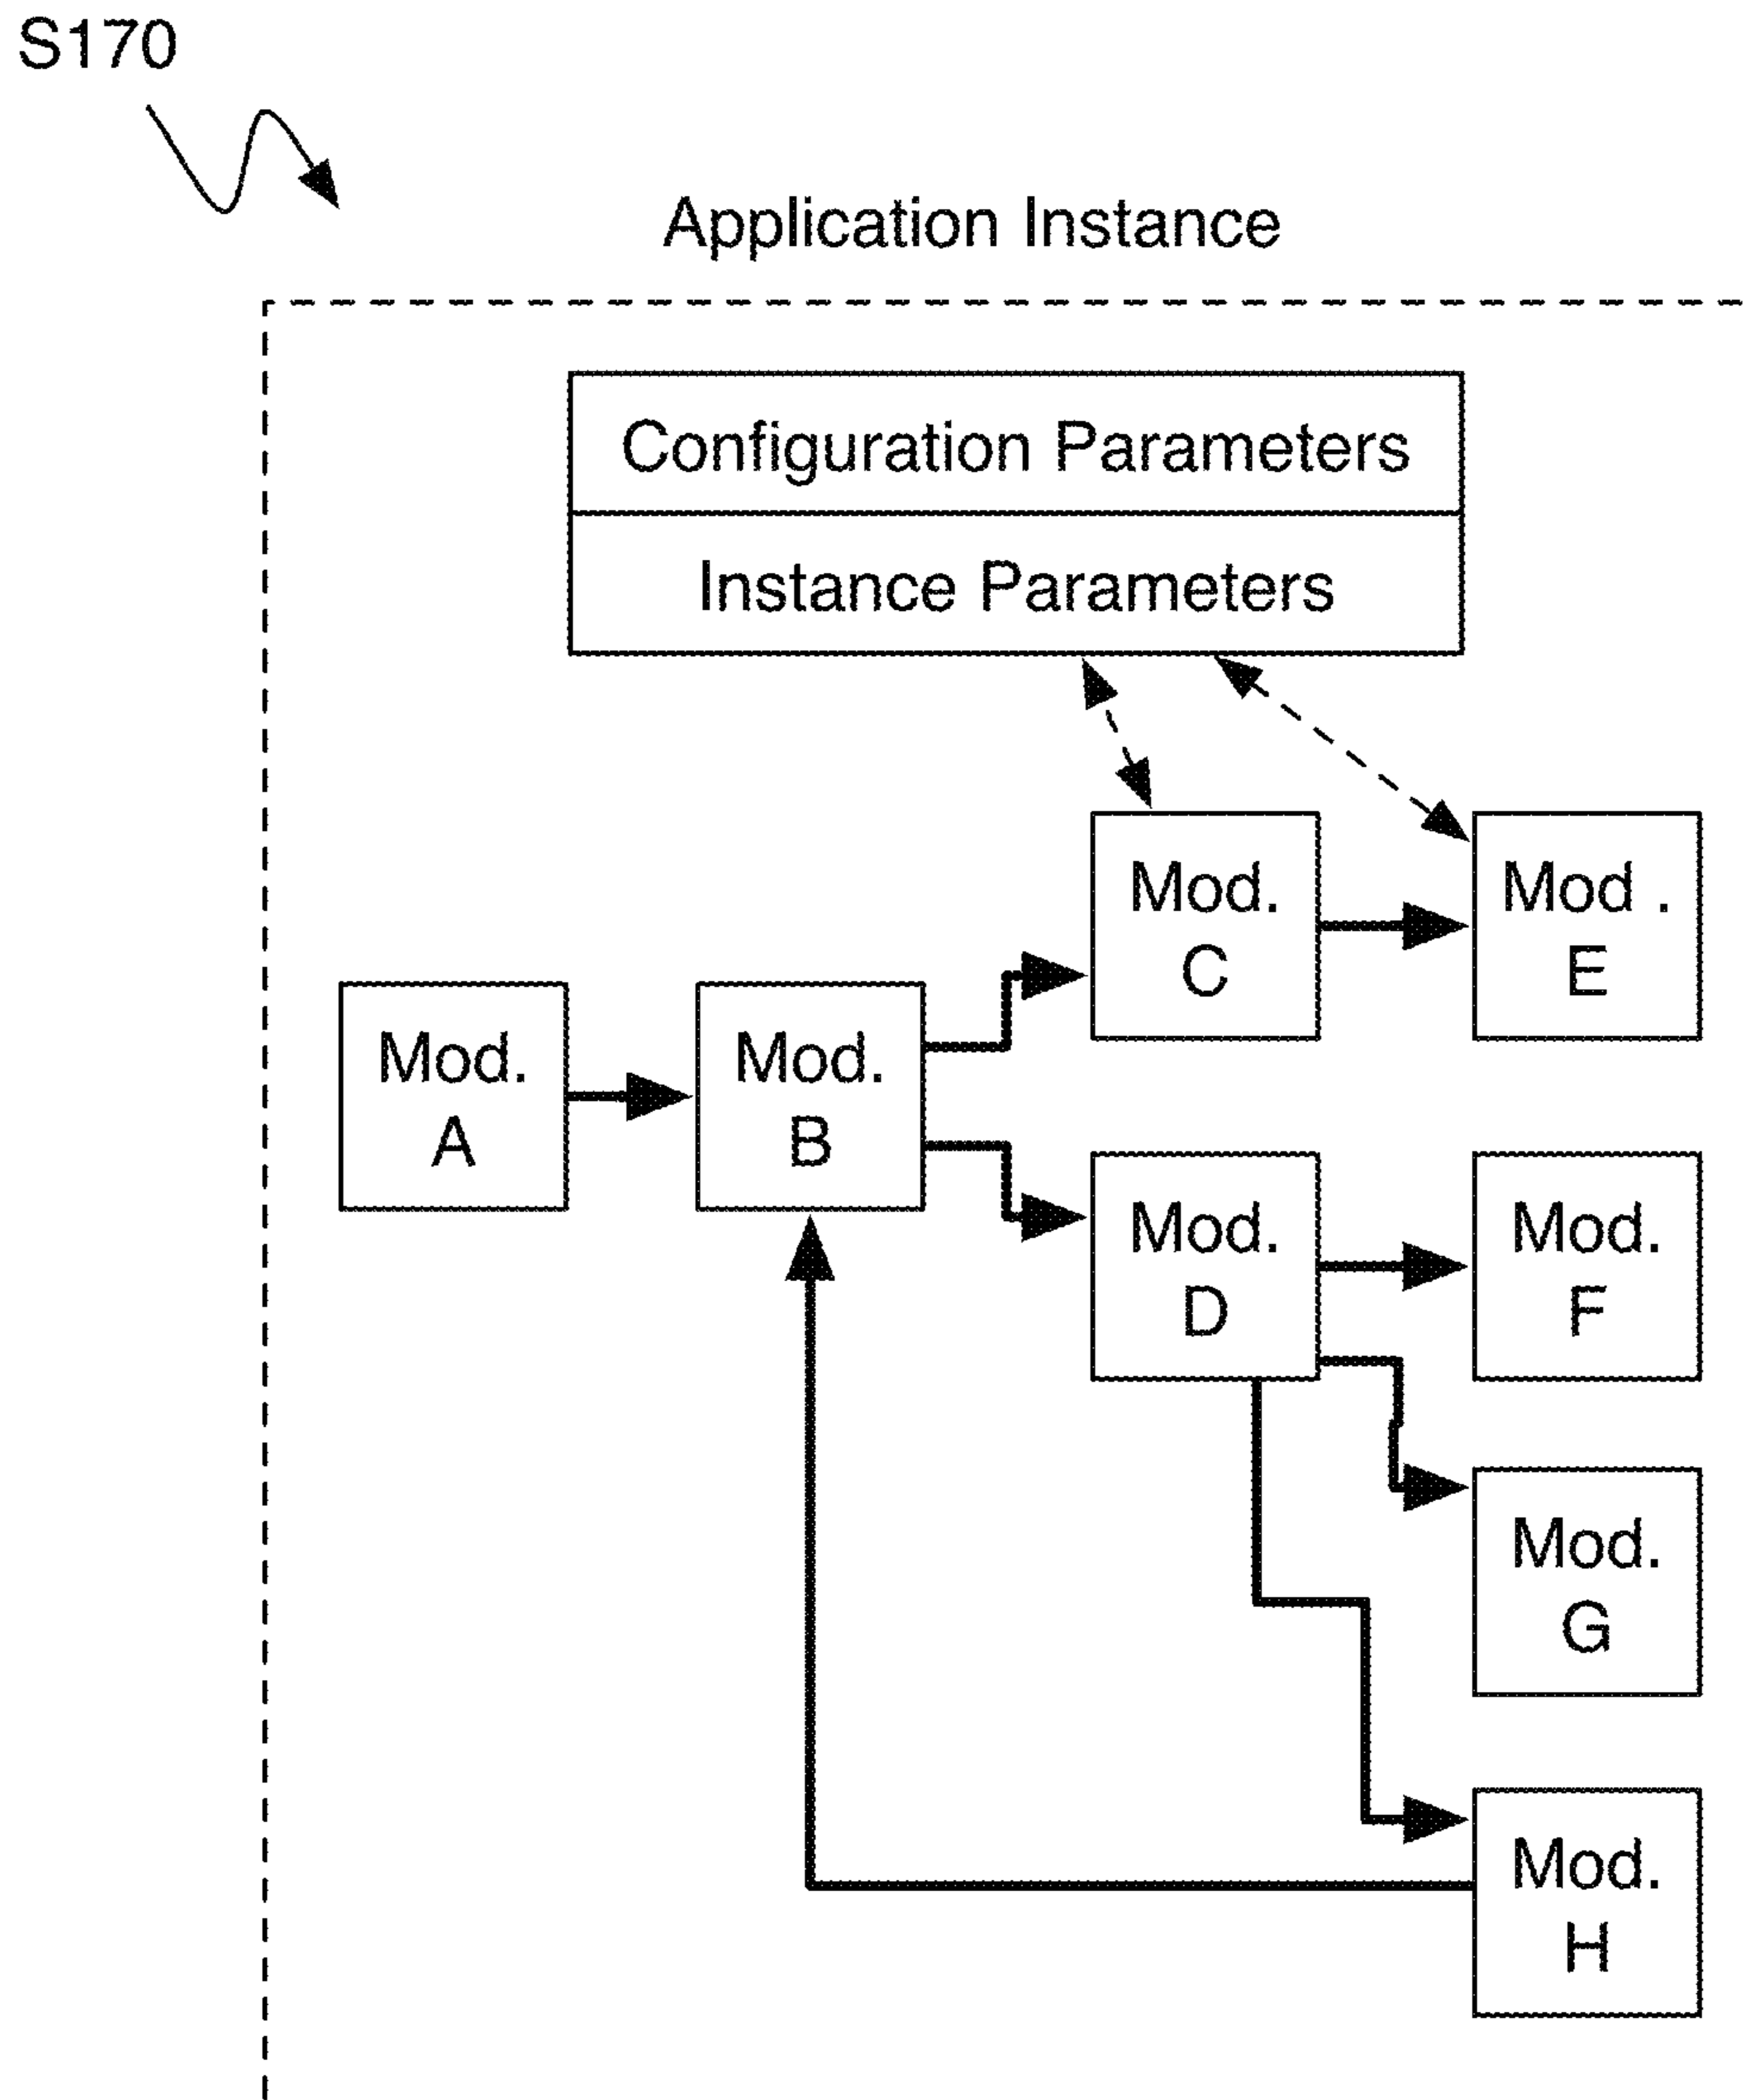 S170
Application Instance
Configuration Parameters
Instance Parameters
Mod.
C
Mod .
E
Mod.
A
Mod.
B
Mod.
D
Mod.
F
Mod.
G
Mod.
H